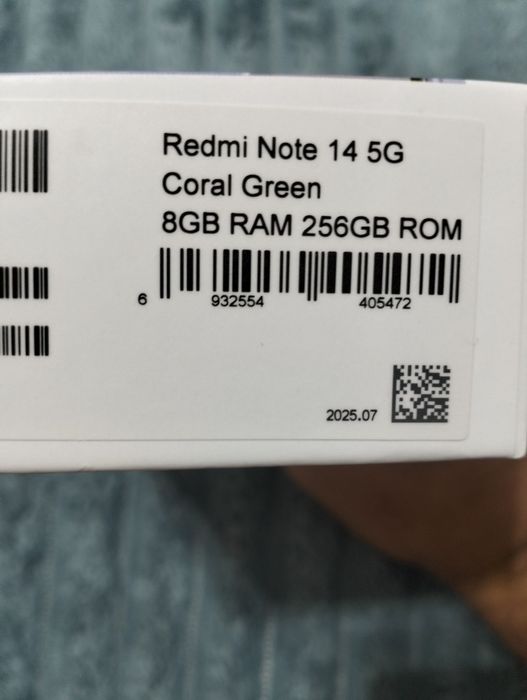 Redmi Note 14 5G
Coral Green
8GB RAM 256GB ROM
6 932554 405472
2025.07